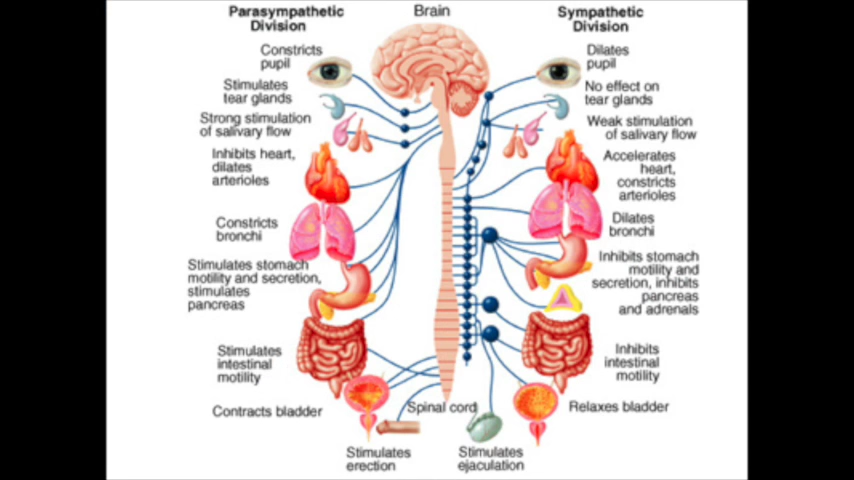 Parasympathetic
Division
Brain
Sympathetic
Division
Constricts
pupil
Stimulates
tear glands
Strong stimulation
of salivary flow
Inhibits heart,
dilates
arterioles
Constricts
bronchi
Stimulates stomach
motility and secretion,
stimulates
pancreas
Stimulates
intestinal
motility
Contracts bladder
Stimulates
erection
Spinal cord
Stimulates
ejaculation
Dilates
pupil
No effect on
tear glands
Weak stimulation
of salivary flow
Accelerates
heart,
constricts
arterioles
Dilates
bronchi
Inhibits stomach
motility and
secretion, inhibits
pancreas
and adrenals
Inhibits
intestinal
motility
Relaxes bladder